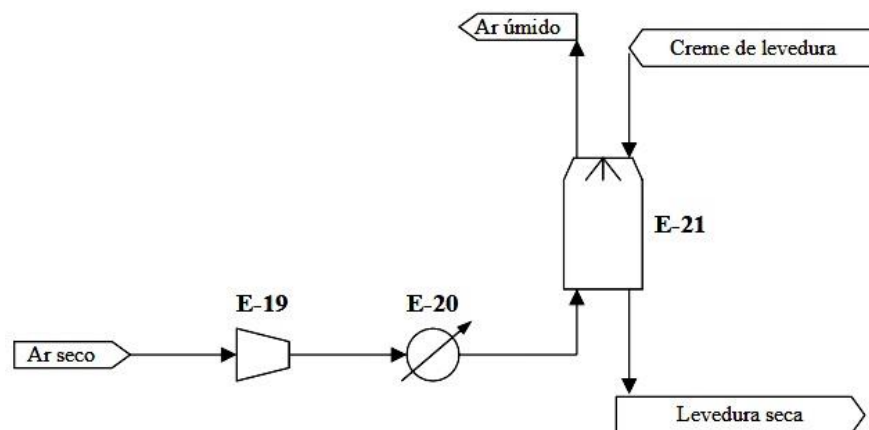 Ar úmido
Creme de levedura
E-21
E-19
E-20
Ar seco
Levedura seca